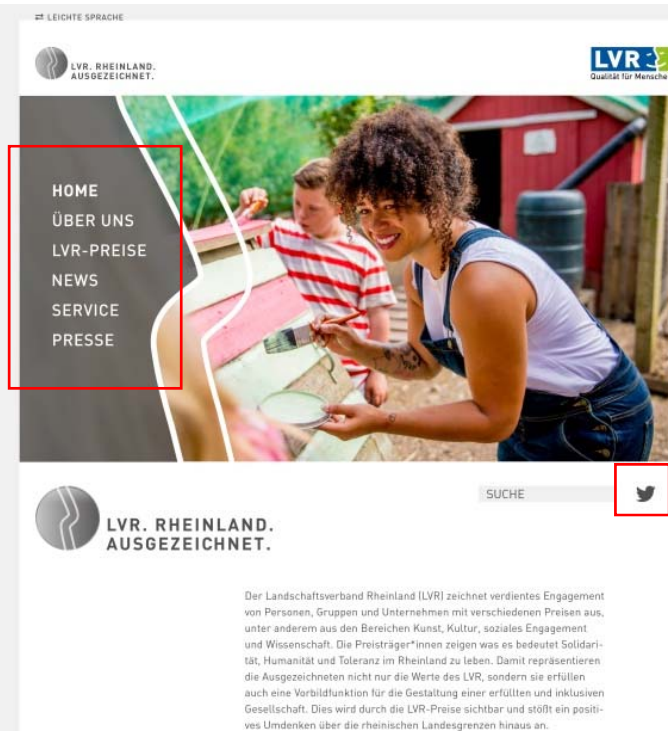 ⇄ LEICHTE SPRACHE
LVR. RHEINLAND.
AUSGEZEICHNET.
LVR
Qualität für Mensche
HOME
ÜBER UNS
LVR-PREISE
NEWS
SERVICE
PRESSE
SUCHE
LVR. RHEINLAND.
AUSGEZEICHNET.
Der Landschaftsverband Rheinland (LVR) zeichnet verdientes Engagement
von Personen, Gruppen und Unternehmen mit verschiedenen Preisen aus,
unter anderem aus den Bereichen Kunst, Kultur, soziales Engagement
und Wissenschaft. Die Preisträger*innen zeigen was es bedeutet Solidari-
tät, Humanität und Toleranz im Rheinland zu leben. Damit repräsentieren
die Ausgezeichneten nicht nur die Werte des LVR, sondern sie erfüllen
auch eine Vorbildfunktion für die Gestaltung einer erfüllten und inklusiven
Gesellschaft. Dies wird durch die LVR-Preise sichtbar und stößt ein positi-
ves Umdenken über die rheinischen Landesgrenzen hinaus an.